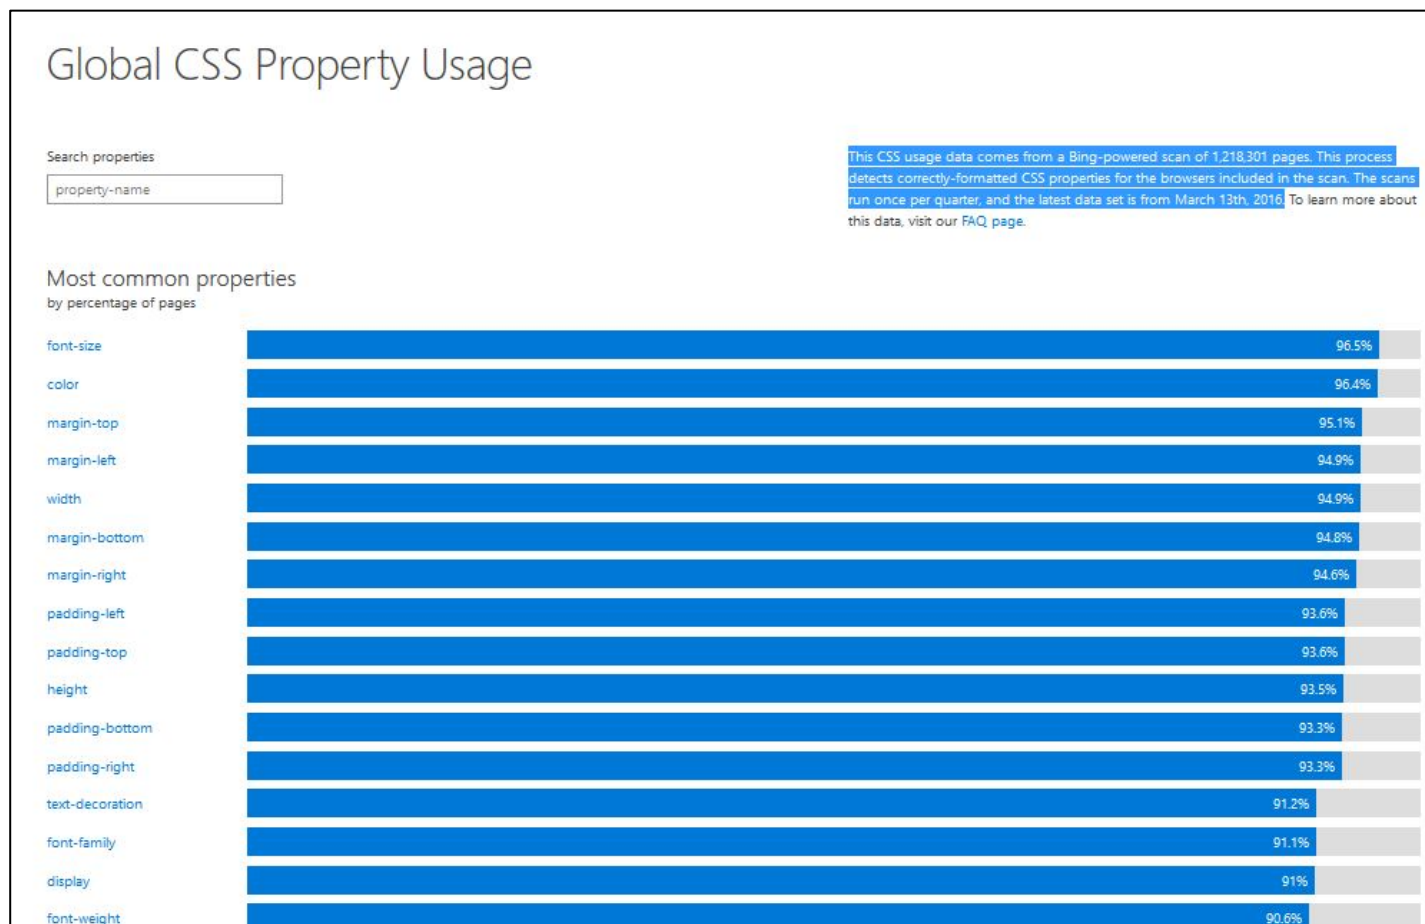 Global CSS Property Usage
Search properties
property-name
This CSS usage data comes from a Bing-powered scan of 1,218,301 pages. This process
detects correctly-formatted CSS properties for the browsers included in the scan. The scans
run once per quarter, and the latest data set is from March 13th, 2016. To learn more about
this data, visit our FAQ page.
Most common properties
by percentage of pages
font-size 96.5%
color 96.4%
margin-top 95.1%
margin-left 94.9%
width 94.9%
margin-bottom 94.8%
margin-right 94.6%
padding-left 93.6%
padding-top 93.6%
height 93.5%
padding-bottom 93.3%
padding-right 93.3%
text-decoration 91.2%
font-family 91.1%
display 91%
font-weight 90.6%